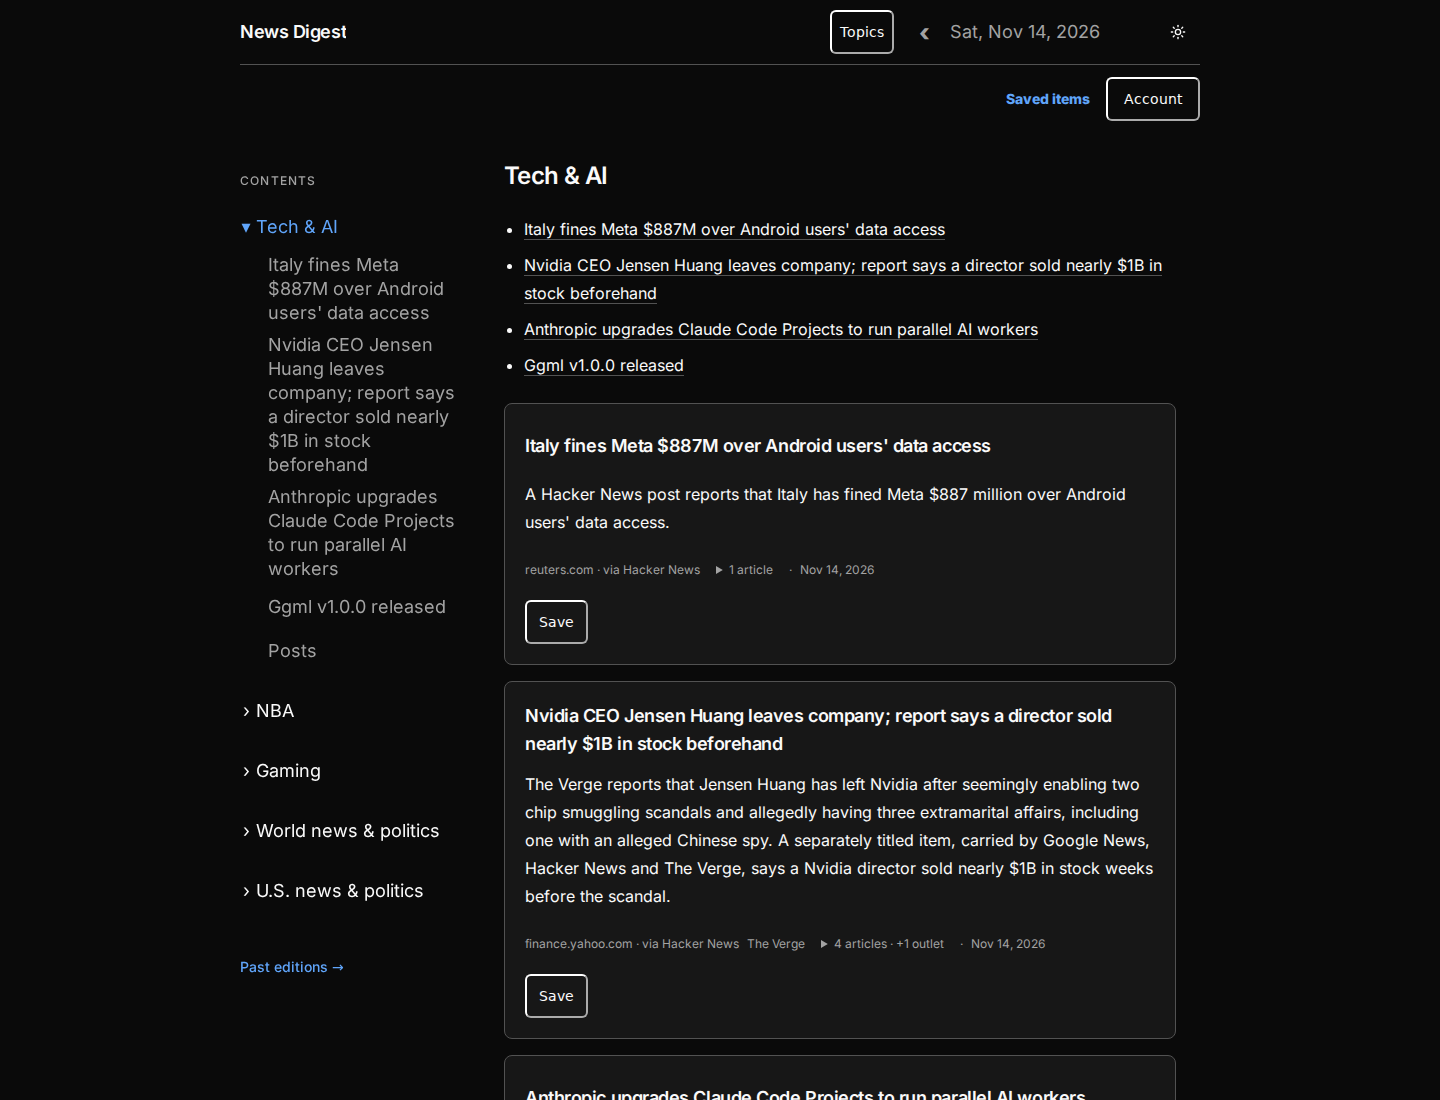 News Digest
Topics
‹ Sat, Nov 14, 2026
Saved items
Account
CONTENTS
▾ Tech & AI
Italy fines Meta
$887M over Android
users' data access
Nvidia CEO Jensen
Huang leaves
company; report says
a director sold nearly
$1B in stock
beforehand
Anthropic upgrades
Claude Code Projects
to run parallel AI
workers
Ggml v1.0.0 released
Posts
› NBA
› Gaming
› World news & politics
› U.S. news & politics
Past editions →
Tech & AI
• Italy fines Meta $887M over Android users' data access
• Nvidia CEO Jensen Huang leaves company; report says a director sold nearly $1B in
stock beforehand
• Anthropic upgrades Claude Code Projects to run parallel AI workers
• Ggml v1.0.0 released
Italy fines Meta $887M over Android users' data access
A Hacker News post reports that Italy has fined Meta $887 million over Android
users' data access.
reuters.com · via Hacker News ▶ 1 article · Nov 14, 2026
Save
Nvidia CEO Jensen Huang leaves company; report says a director sold
nearly $1B in stock beforehand
The Verge reports that Jensen Huang has left Nvidia after seemingly enabling two
chip smuggling scandals and allegedly having three extramarital affairs, including
one with an alleged Chinese spy. A separately titled item, carried by Google News,
Hacker News and The Verge, says a Nvidia director sold nearly $1B in stock weeks
before the scandal.
finance.yahoo.com · via Hacker News The Verge ▶ 4 articles · +1 outlet · Nov 14, 2026
Save
Anthropic upgrades Claude Code Projects to run parallel AI workers